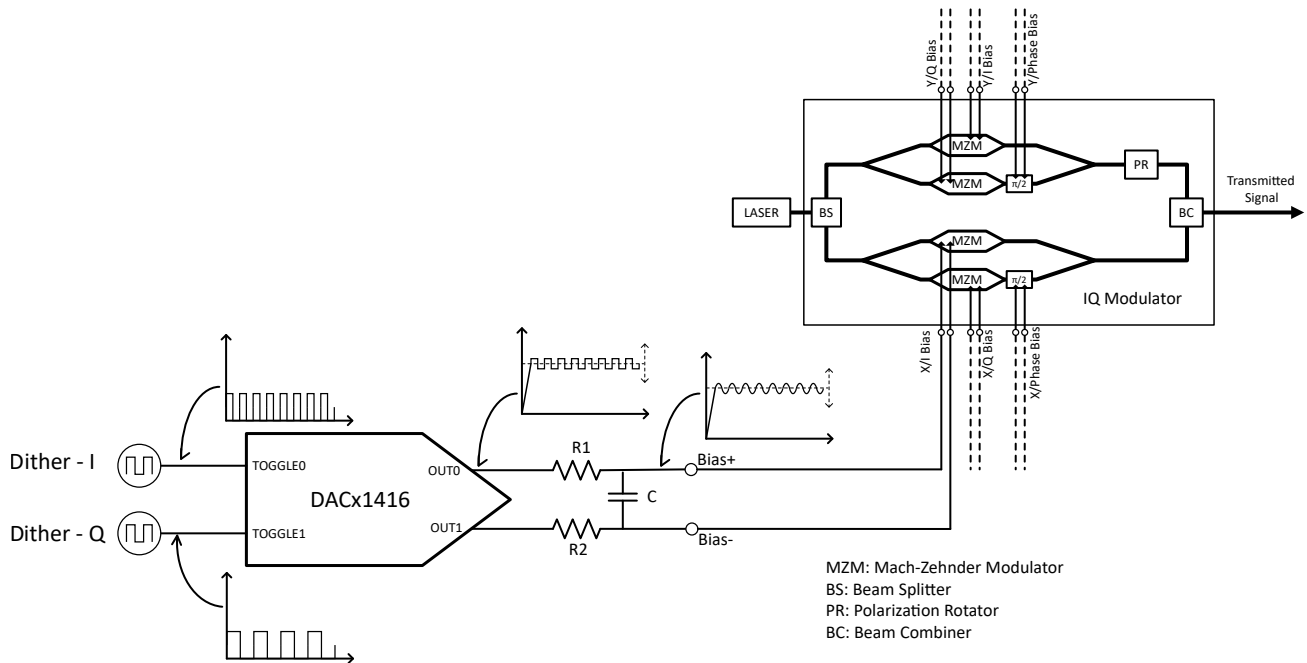 Y/Q Bias
Y/I Bias
Y/Phase Bias
MZM
MZM
π/2
PR
LASER
BS
BC
Transmitted
Signal
MZM
MZM
π/2
IQ Modulator
X/I Bias
X/Q Bias
X/Phase Bias
Dither - I
TOGGLE0
OUT0
R1
Bias+
DACx1416
C
Dither - Q
TOGGLE1
OUT1
R2
Bias-
MZM: Mach-Zehnder Modulator
BS: Beam Splitter
PR: Polarization Rotator
BC: Beam Combiner